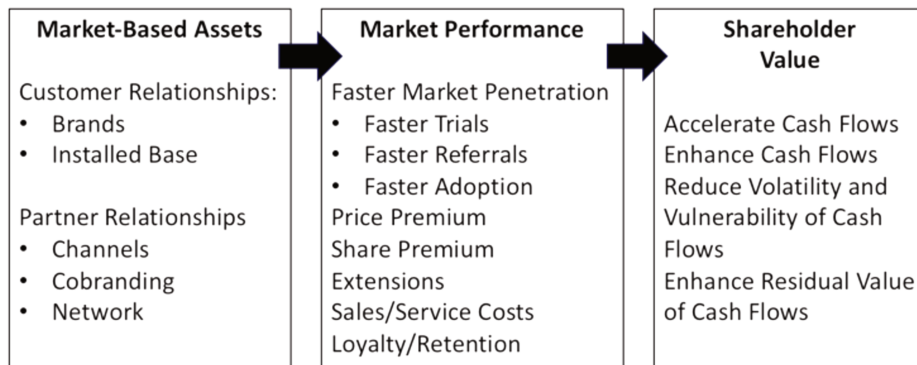 Market-Based Assets
Customer Relationships:
• Brands
• Installed Base
Partner Relationships
• Channels
• Cobranding
• Network
Market Performance
Faster Market Penetration
• Faster Trials
• Faster Referrals
• Faster Adoption
Price Premium
Share Premium
Extensions
Sales/Service Costs
Loyalty/Retention
Shareholder
Value
Accelerate Cash Flows
Enhance Cash Flows
Reduce Volatility and
Vulnerability of Cash
Flows
Enhance Residual Value
of Cash Flows